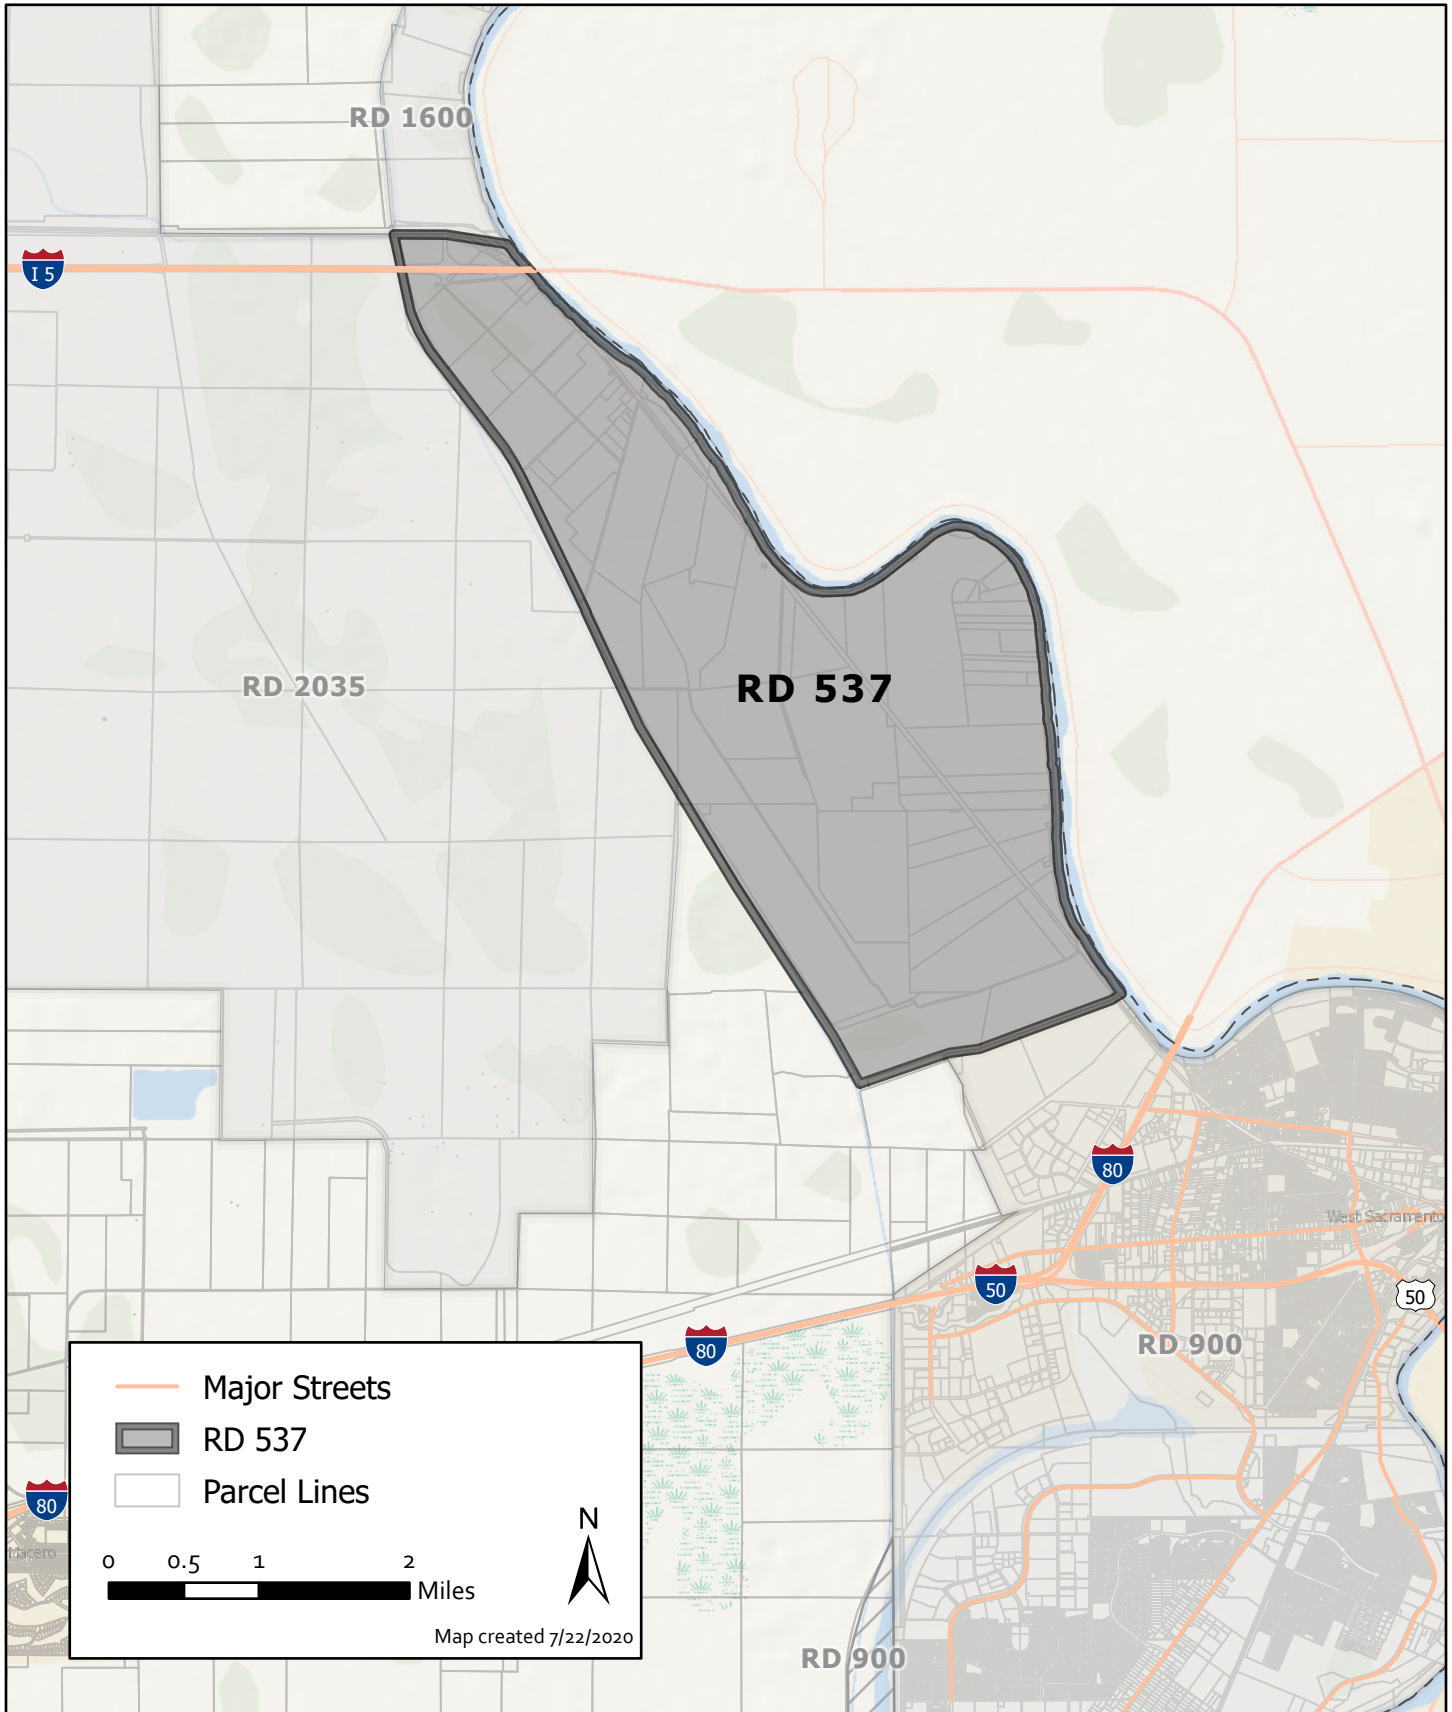 RD 1600
I 5
RD 2035
RD 537
80
West Sacramento
50
50
80
RD 900
Major Streets
RD 537
Parcel Lines
80
Macero
N
0 0.5 1 2
Miles
Map created 7/22/2020
RD 900